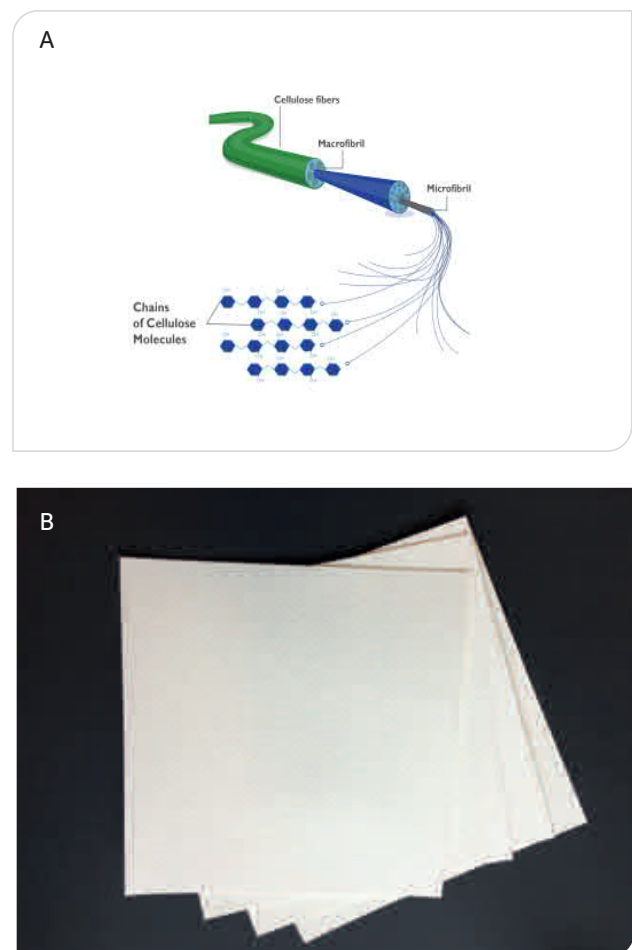 A
Cellulose fibers
Macrofibril
Microfibril
Chains
of Cellulose
Molecules
B